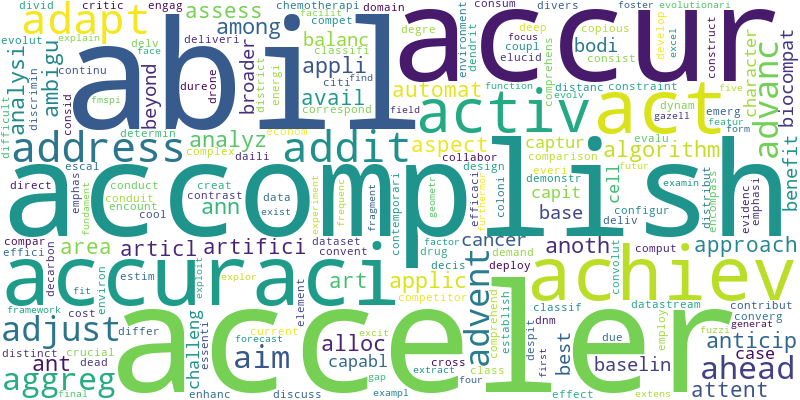 divid critic engag facilit chemotherapi domain consum divers foster evolutionari
adapt assess among compet classifi degre environment deep copious excel develop construct
evolut explain abil accur
analysi ambigu delv face balanc deliveri focus coupl elucid dendrit comprehens consist character biocompat
continu beyond broader district energi appli citi find bodi
difficult discrimin consid fmspi durene drone avail correspond field automat distanc constraint evolv function dynam gazell emerg featur form five advanc
determin econom activ act
address analyz addit aspect captur algorithm benefit
escal complex daili collabor comparison everi evalu futur
direct emphas conduct conduit encount creat contrast cool data exist ann experiment frequenc fragment contemporari geometr furthermor efficaci coloni design demonstr capit cell examin distribut encompass evidenc emphasi
fundament accomplish base configur deliv
compar effici area articl artifici dataset convent factor drug cancer demand decis anoth comput approach
decarbon environ estim exploit explor art applic advent deploy achiev convolut
accuraci element competitor comprehend establish classif datastream contribut
framework fit cost essenti alloc current excit despit dnm employ fuzzi converg generat
adjust differ challeng forecast due anticip
distinct crucial ant dead aim capabl cross first best baselin ahead case
aggreg acceler gap extract class four attent
final enhanc discuss exampl effect extens